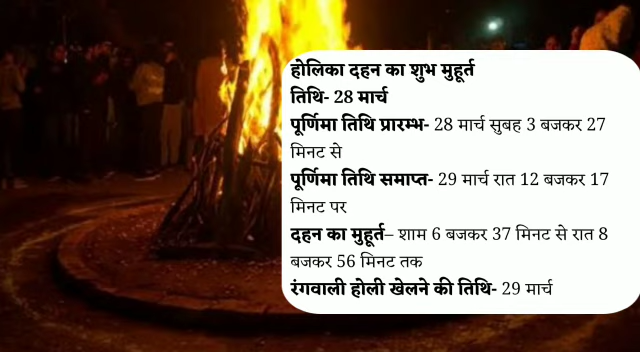 होलिका दहन का शुभ मुहूर्त
तिथि- 28 मार्च
पूर्णिमा तिथि प्रारम्भ- 28 मार्च सुबह 3 बजकर 27
मिनट से
पूर्णिमा तिथि समाप्त- 29 मार्च रात 12 बजकर 17
मिनट पर
दहन का मुहूर्त– शाम 6 बजकर 37 मिनट से रात 8
बजकर 56 मिनट तक
रंगवाली होली खेलने की तिथि- 29 मार्च